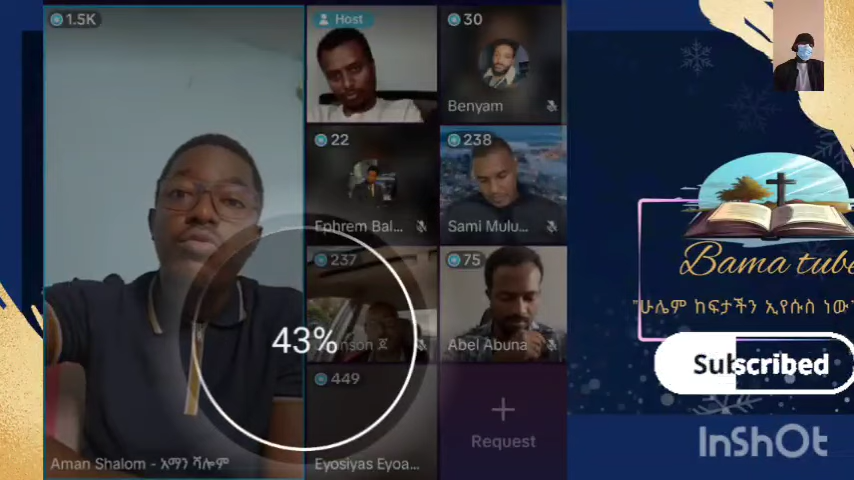 1.5K
Host
30
Benyam
22
238
Ephrem Bal...
Sami Mulu...
237
75
43%
nson
Abel Abuna
449
Request
Aman Shalom - አማን ሻሎም
Eyosiyas Eyoa...
Bama tube
"ሁሌም ከፍታችን ኢየሱስ ነው"
Subscribed
InShOt